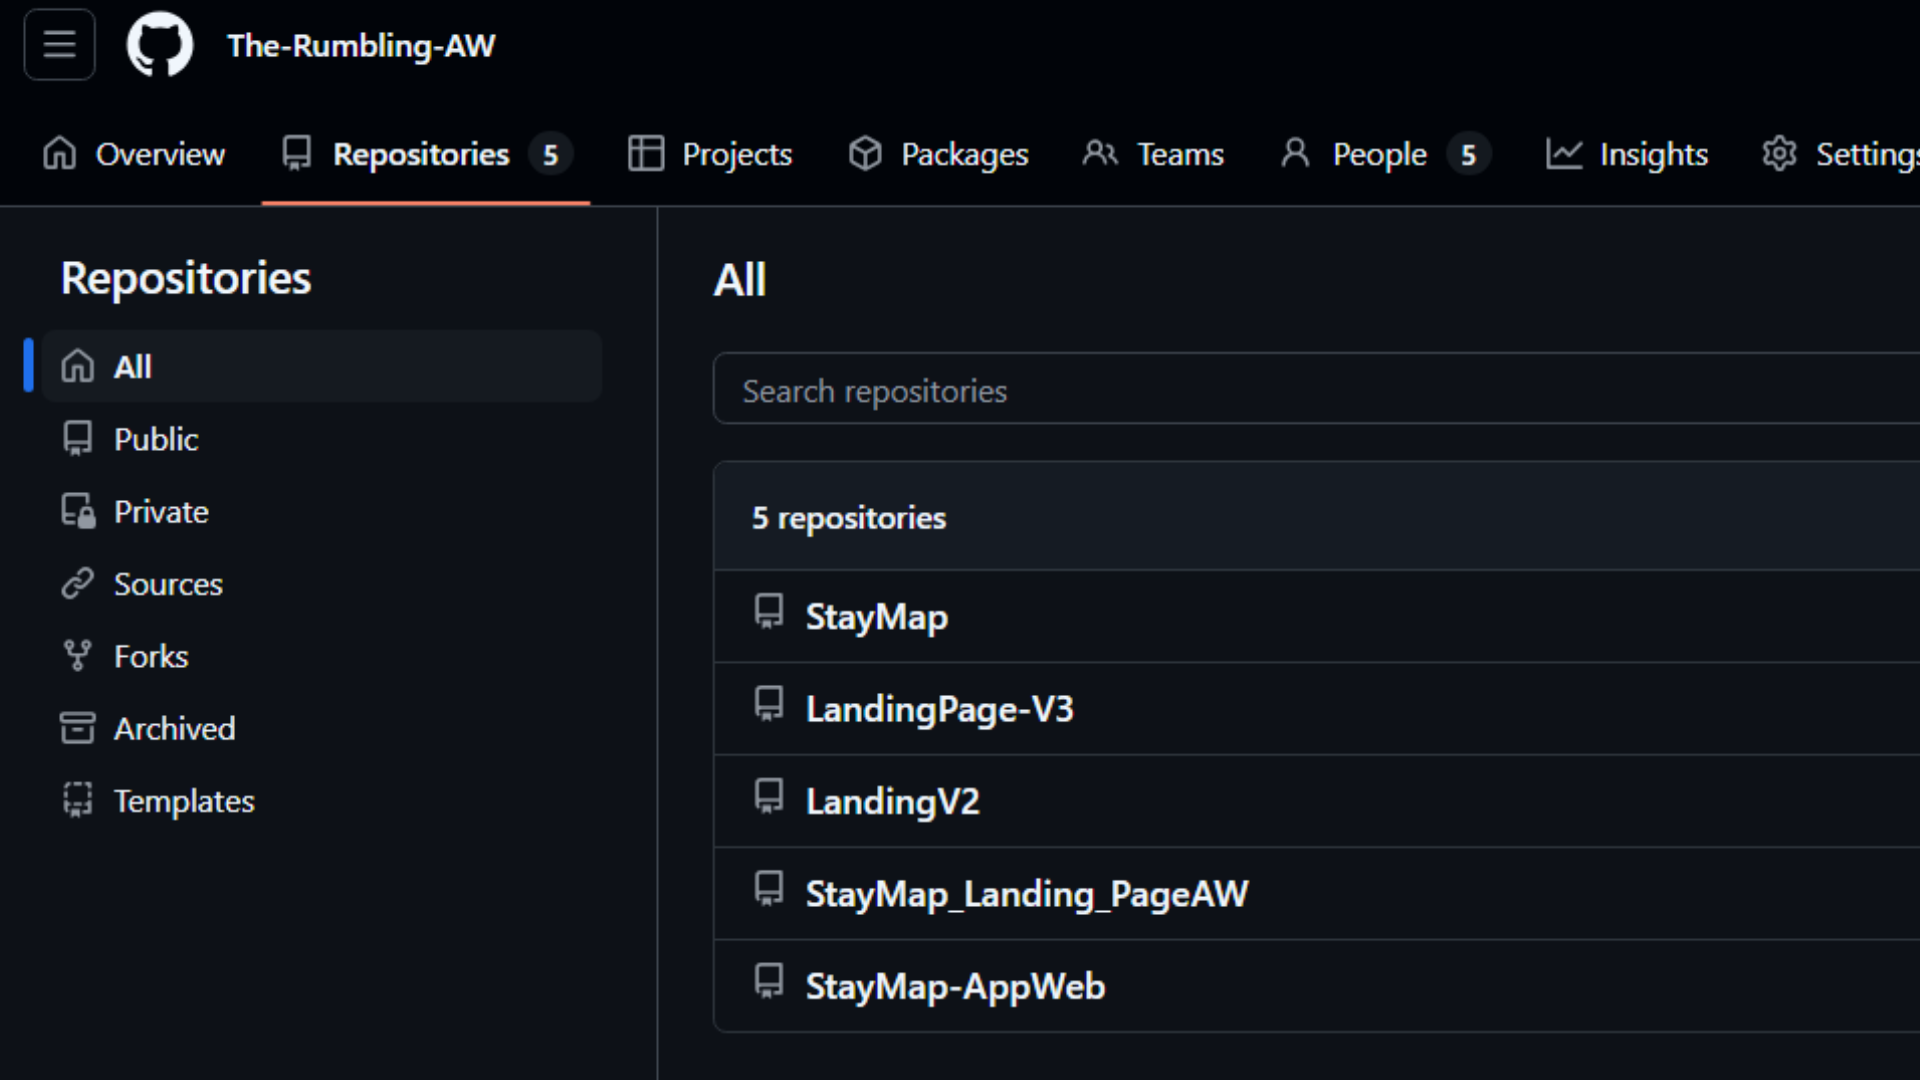 The-Rumbling-AW
Overview Repositories 5 Projects Packages Teams People 5 Insights Settings
Repositories
All
Public
Private
Sources
Forks
Archived
Templates
All
Search repositories
5 repositories
StayMap
LandingPage-V3
LandingV2
StayMap_Landing_PageAW
StayMap-AppWeb